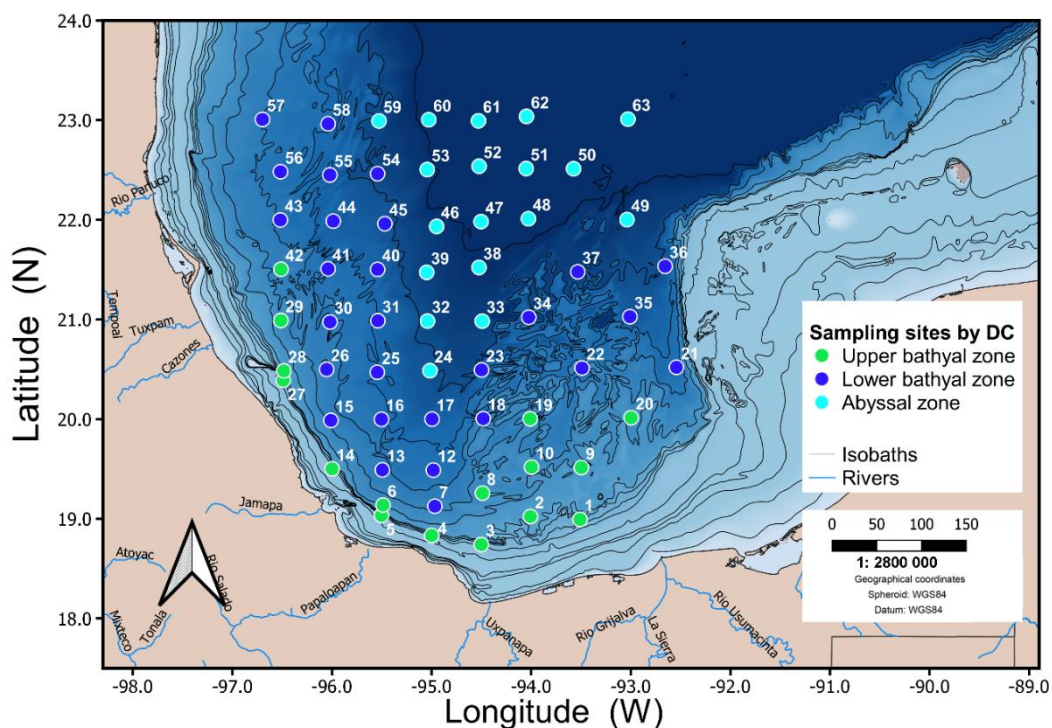 24.0
57 58 59 60 61 62 63
23.0
56 55 54 53 52 51 50
Rio Panuco
43 44 45 46 47 48 49
22.0
42 41 40 39 38 37 36
29 30 31 32 33 34 35
21.0
Tempoal
Tuxpam
Cazones
28 26 25 24 23 22 21
27
20.0
15 16 17 18 19 20
14 13 12 10 9
8
6 7
19.0
5 4 3 2 1
Jamapa
Atoyac
Rio Salado
Papaloapan
Mixteco
Tonala
18.0
Uxpanapa
Rio Grijalva
La Sierra
Rio Usumacinta
Latitude (N)
Sampling sites by DC
Upper bathyal zone
Lower bathyal zone
Abyssal zone
Isobaths
Rivers
0 50 100 150
1: 2800 000
Geographical coordinates
Spheroid: WGS84
Datum: WGS84
-98.0 -97.0 -96.0 -95.0 -94.0 -93.0 -92.0 -91.0 -90.0 -89.0
Longitude (W)